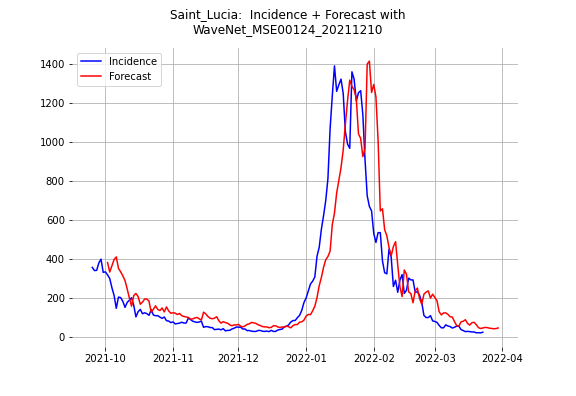 Saint_Lucia:  Incidence + Forecast with
WaveNet_MSE00124_20211210
Incidence
Forecast
1400
1200
1000
800
600
400
200
0
2021-10 2021-11 2021-12 2022-01 2022-02 2022-03 2022-04